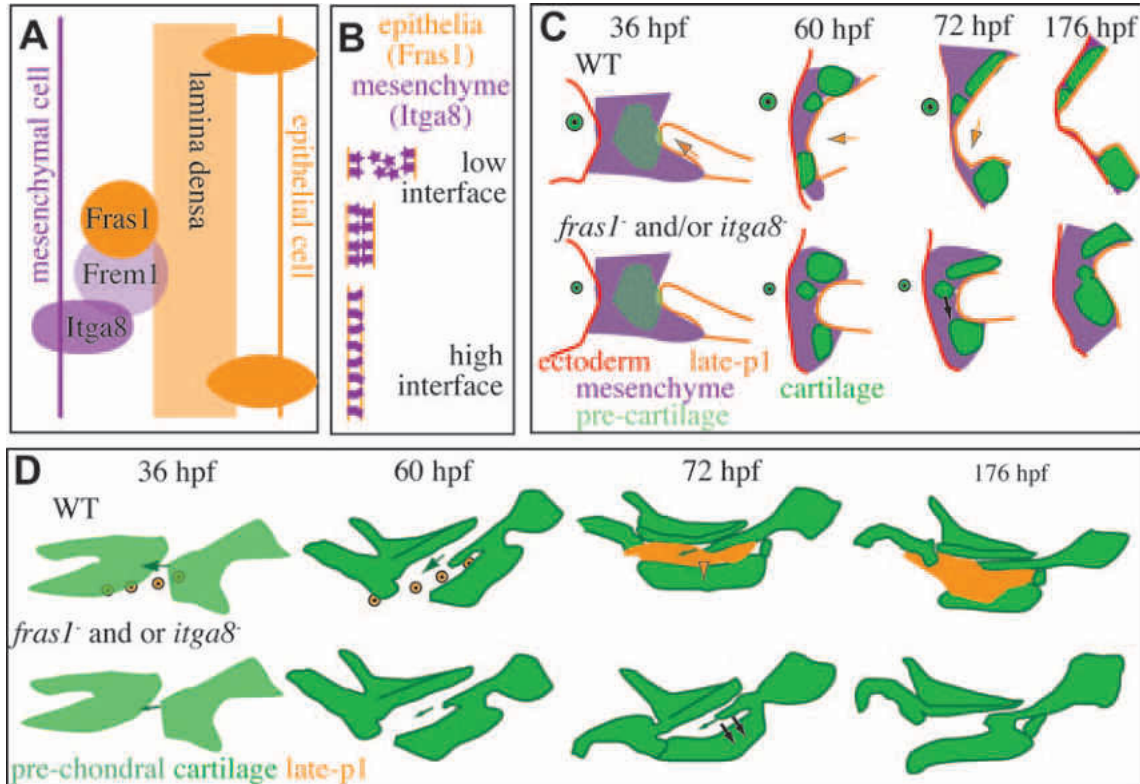 A
mesenchymal cell
Fras1
Frem1
Itga8
lamina densa
epithelial cell
B
epithelia
(Fras1)
mesenchyme
(Itga8)
low
interface
high
interface
C
36 hpf
60 hpf
72 hpf
176 hpf
WT
fras1- and/or itga8-
ectoderm
late-p1
mesenchyme
cartilage
pre-cartilage
D
36 hpf
60 hpf
72 hpf
176 hpf
WT
fras1- and or itga8-
pre-chondral cartilage late-p1